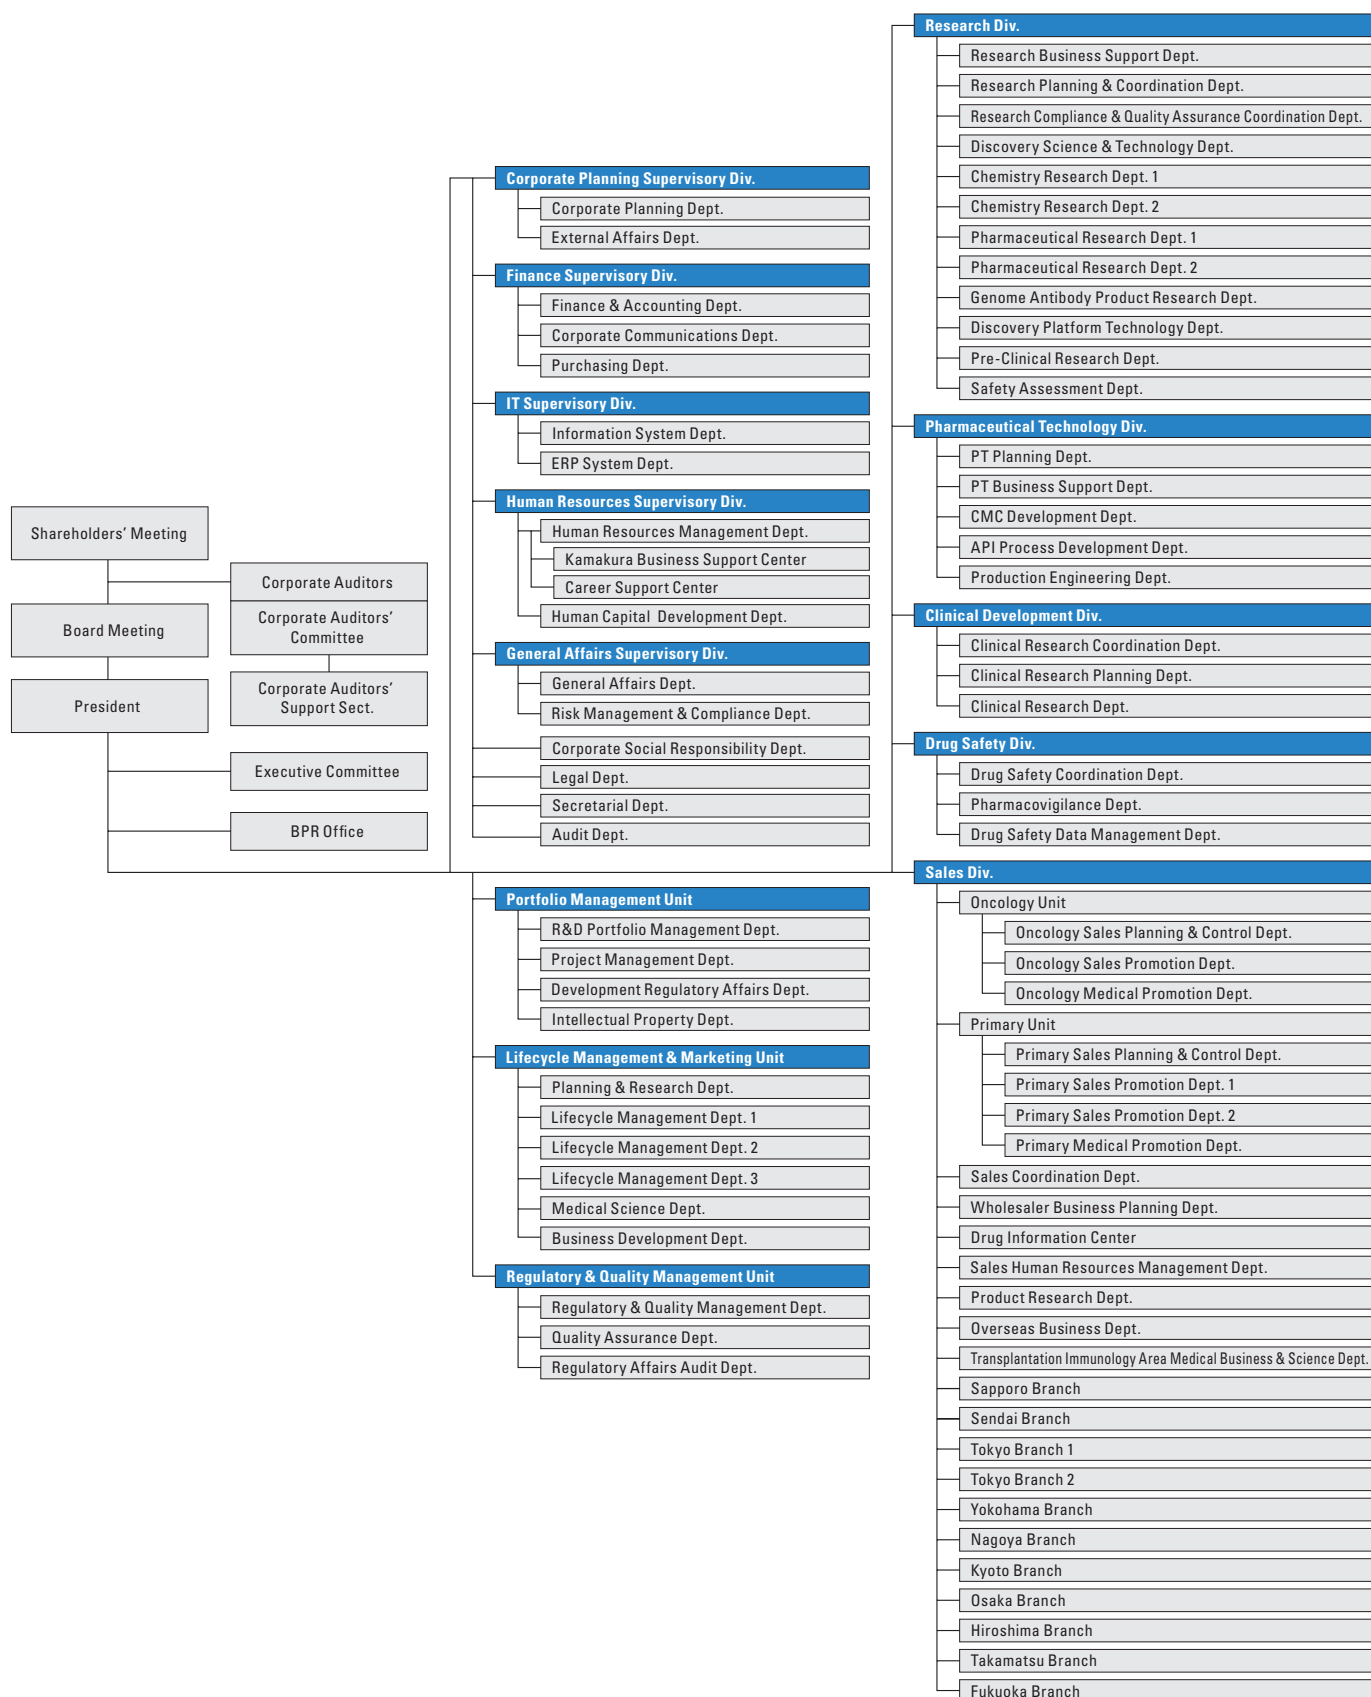 Shareholders' Meeting
Corporate Auditors
Board Meeting
Corporate Auditors'
Committee
President
Corporate Auditors'
Support Sect.
Executive Committee
BPR Office
Corporate Planning Supervisory Div.
Corporate Planning Dept.
External Affairs Dept.
Finance Supervisory Div.
Finance & Accounting Dept.
Corporate Communications Dept.
Purchasing Dept.
IT Supervisory Div.
Information System Dept.
ERP System Dept.
Human Resources Supervisory Div.
Human Resources Management Dept.
Kamakura Business Support Center
Career Support Center
Human Capital Development Dept.
General Affairs Supervisory Div.
General Affairs Dept.
Risk Management & Compliance Dept.
Corporate Social Responsibility Dept.
Legal Dept.
Secretarial Dept.
Audit Dept.
Portfolio Management Unit
R&D Portfolio Management Dept.
Project Management Dept.
Development Regulatory Affairs Dept.
Intellectual Property Dept.
Lifecycle Management & Marketing Unit
Planning & Research Dept.
Lifecycle Management Dept. 1
Lifecycle Management Dept. 2
Lifecycle Management Dept. 3
Medical Science Dept.
Business Development Dept.
Regulatory & Quality Management Unit
Regulatory & Quality Management Dept.
Quality Assurance Dept.
Regulatory Affairs Audit Dept.
Research Div.
Research Business Support Dept.
Research Planning & Coordination Dept.
Research Compliance & Quality Assurance Coordination Dept.
Discovery Science & Technology Dept.
Chemistry Research Dept. 1
Chemistry Research Dept. 2
Pharmaceutical Research Dept. 1
Pharmaceutical Research Dept. 2
Genome Antibody Product Research Dept.
Discovery Platform Technology Dept.
Pre-Clinical Research Dept.
Safety Assessment Dept.
Pharmaceutical Technology Div.
PT Planning Dept.
PT Business Support Dept.
CMC Development Dept.
API Process Development Dept.
Production Engineering Dept.
Clinical Development Div.
Clinical Research Coordination Dept.
Clinical Research Planning Dept.
Clinical Research Dept.
Drug Safety Div.
Drug Safety Coordination Dept.
Pharmacovigilance Dept.
Drug Safety Data Management Dept.
Sales Div.
Oncology Unit
Oncology Sales Planning & Control Dept.
Oncology Sales Promotion Dept.
Oncology Medical Promotion Dept.
Primary Unit
Primary Sales Planning & Control Dept.
Primary Sales Promotion Dept. 1
Primary Sales Promotion Dept. 2
Primary Medical Promotion Dept.
Sales Coordination Dept.
Wholesaler Business Planning Dept.
Drug Information Center
Sales Human Resources Management Dept.
Product Research Dept.
Overseas Business Dept.
Transplantation Immunology Area Medical Business & Science Dept.
Sapporo Branch
Sendai Branch
Tokyo Branch 1
Tokyo Branch 2
Yokohama Branch
Nagoya Branch
Kyoto Branch
Osaka Branch
Hiroshima Branch
Takamatsu Branch
Fukuoka Branch